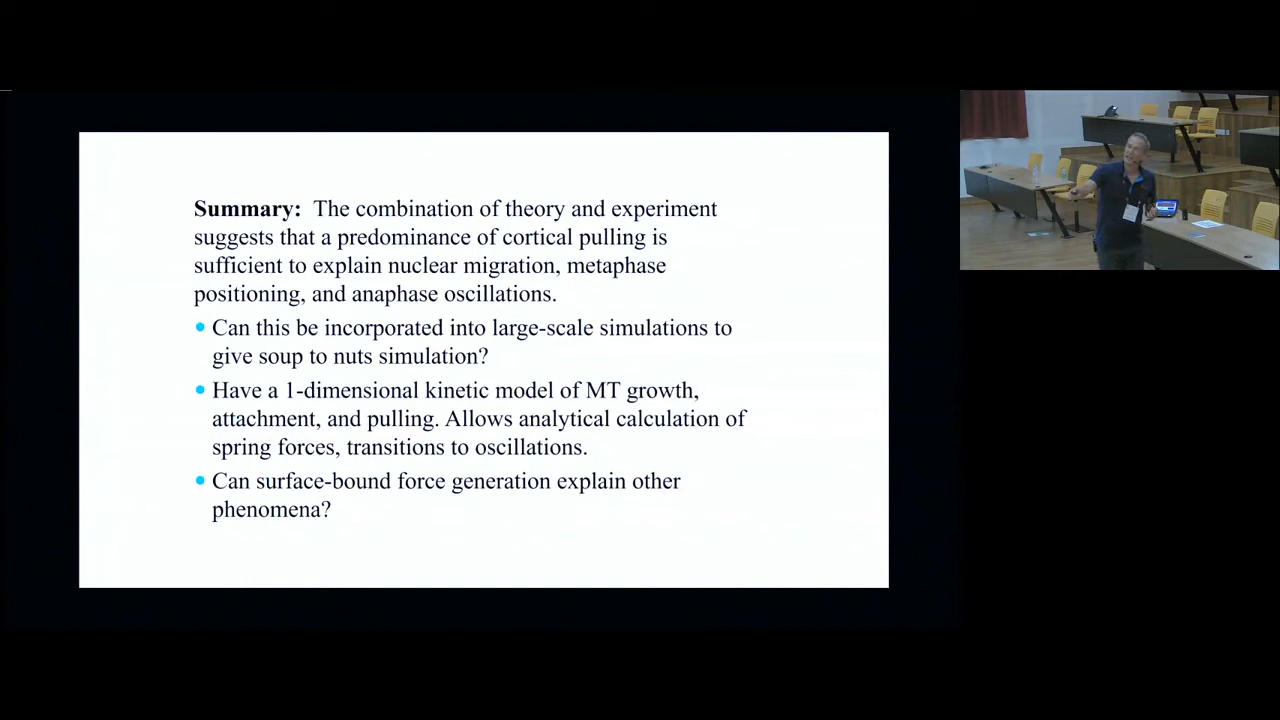 Summary: The combination of theory and experiment
suggests that a predominance of cortical pulling is
sufficient to explain nuclear migration, metaphase
positioning, and anaphase oscillations.
• Can this be incorporated into large-scale simulations to
give soup to nuts simulation?
• Have a 1-dimensional kinetic model of MT growth,
attachment, and pulling. Allows analytical calculation of
spring forces, transitions to oscillations.
• Can surface-bound force generation explain other
phenomena?